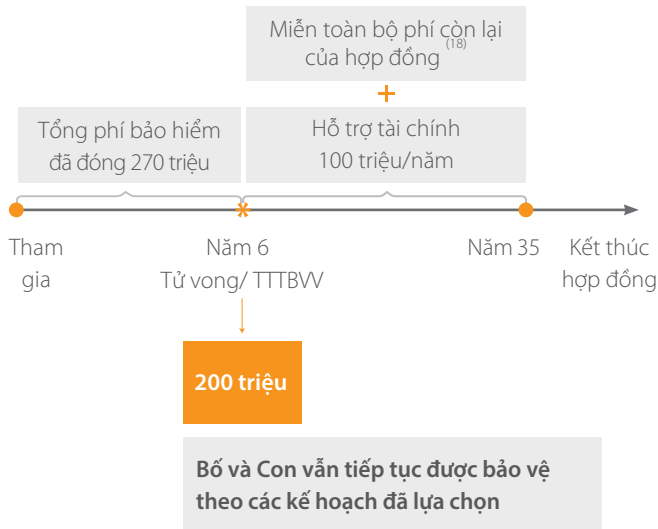 Miễn toàn bộ phí còn lại
của hợp đồng (18)
+
Tổng phí bảo hiểm
đã đóng 270 triệu
Hỗ trợ tài chính
100 triệu/năm
Tham
gia
Năm 6
Tử vong/ TTTBVV
Năm 35
Kết thúc
hợp đồng
200 triệu
Bố và Con vẫn tiếp tục được bảo vệ
theo các kế hoạch đã lựa chọn